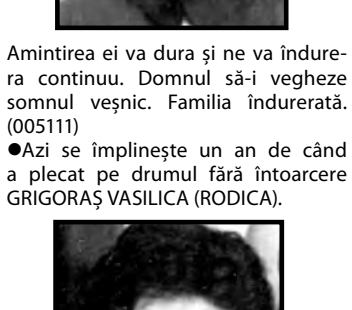 Amintirea ei va dura și ne va îndure-
ra continuu. Domnul să-i vegheze
somnul veșnic. Familia îndurerată.
(005111)
●Azi se împlinește un an de când
a plecat pe drumul fără întoarcere
GRIGORAȘ VASILICA (RODICA).